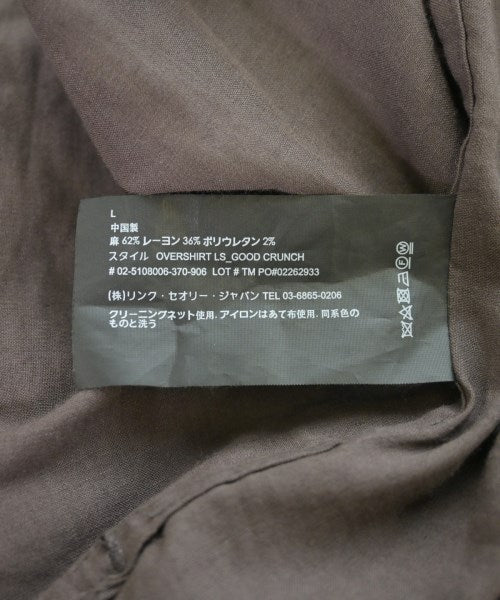 L
中国製
麻 62% レーヨン 36% ポリウレタン 2%
スタイル OVERSHIRT LS_GOOD CRUNCH
# 02-5108006-370-906 LOT # TM PO#02262933
(株)リンク・セオリー・ジャパン TEL 03-6865-0206
クリーニングネット使用. アイロンはあて布使用. 同系色の
ものと洗う